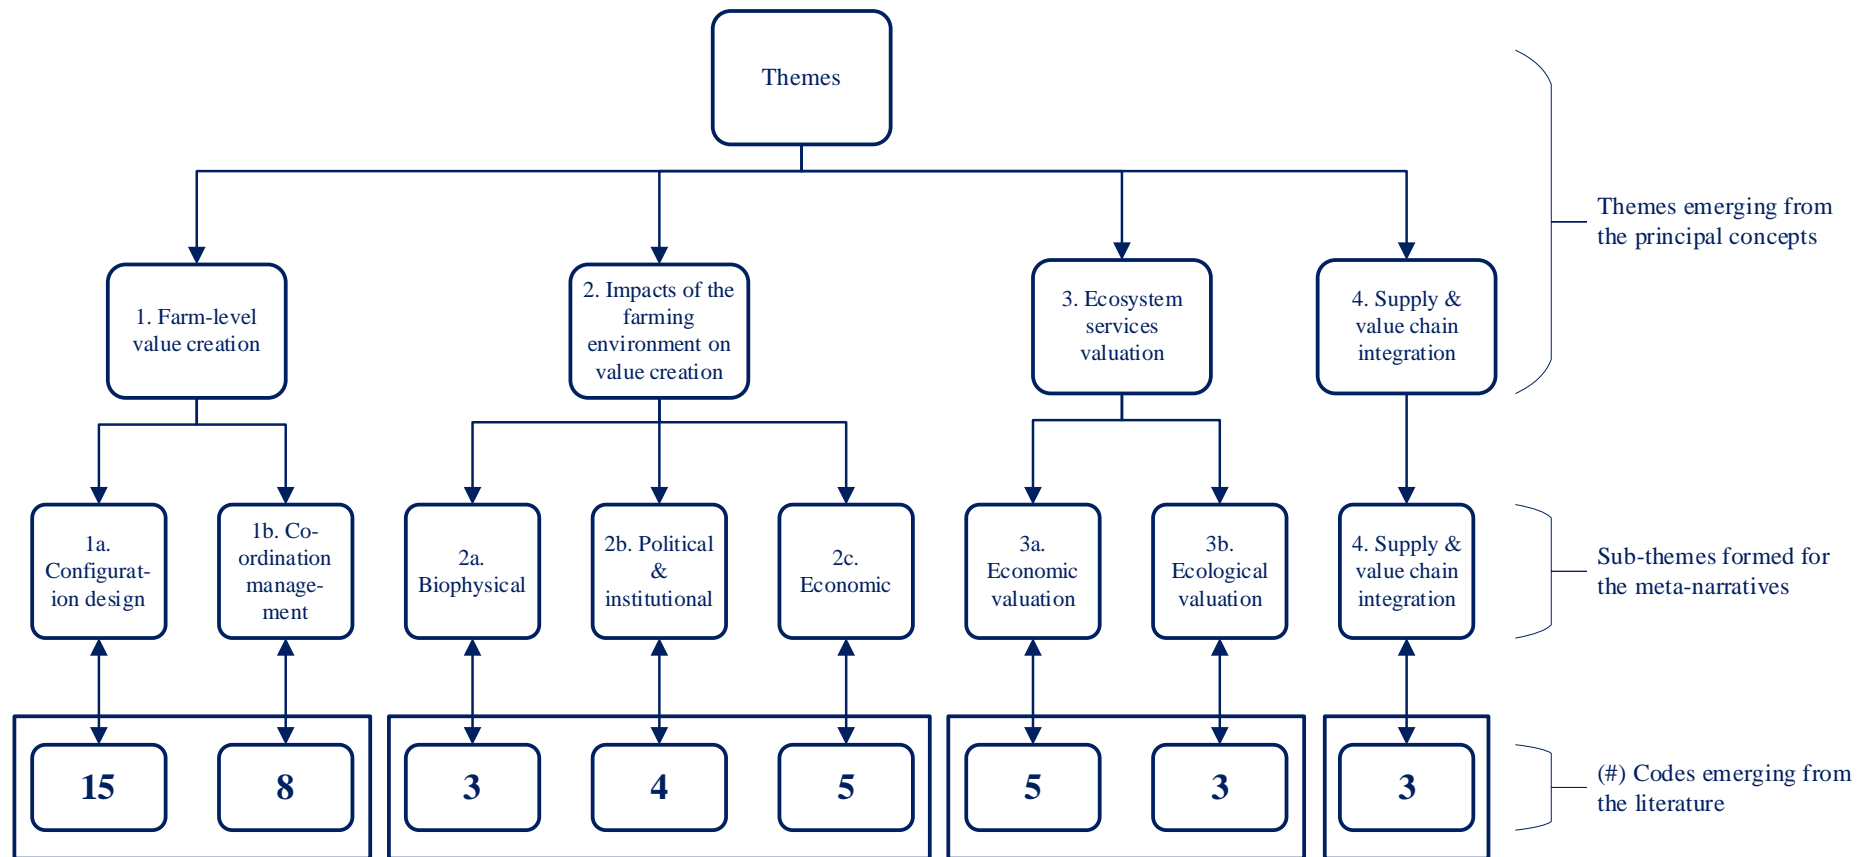 Themes
Themes emerging from
the principal concepts
1. Farm-level
value creation
2. Impacts of the
farming
environment on
value creation
3. Ecosystem
services
valuation
4. Supply &
value chain
integration
1a.
Configurat-
ion design
1b. Co-
ordination
manage-
ment
2a.
Biophysical
2b. Political
&
institutional
2c.
Economic
3a.
Economic
valuation
3b.
Ecological
valuation
4. Supply &
value chain
integration
Sub-themes formed for
the meta-narratives
15
8
3
4
5
5
3
3
(#) Codes emerging from
the literature